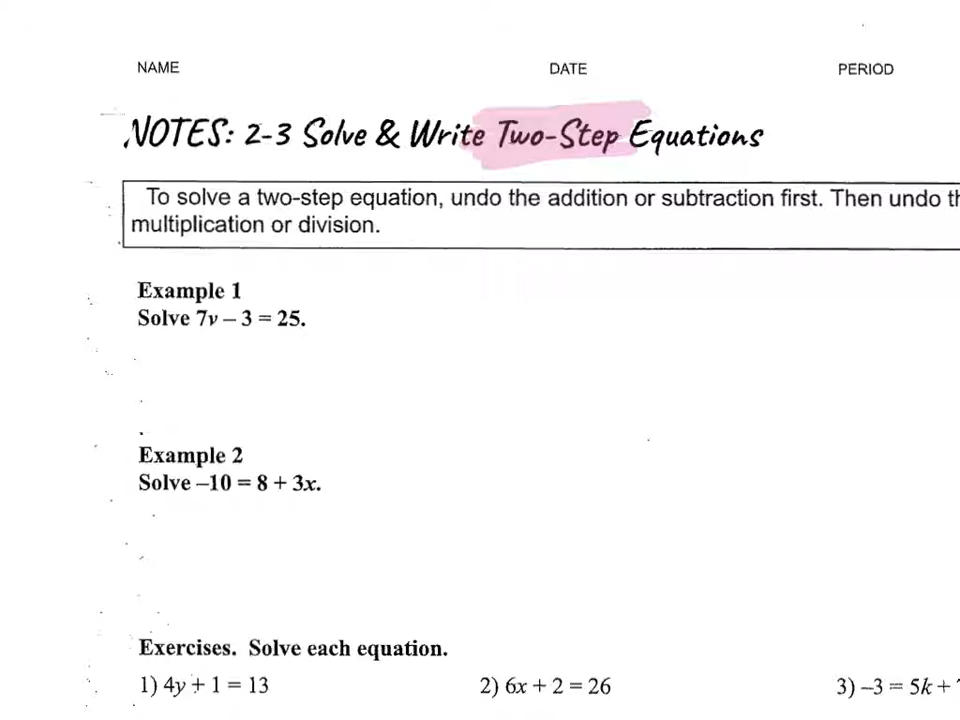 NAME DATE PERIOD
NOTES: 2-3 Solve & Write Two-Step Equations
To solve a two-step equation, undo the addition or subtraction first. Then undo
multiplication or division.
Example 1
Solve 7v – 3 = 25.
Example 2
Solve –10 = 8 + 3x.
Exercises. Solve each equation.
1) 4y + 1 = 13 2) 6x + 2 = 26 3) –3 = 5k +